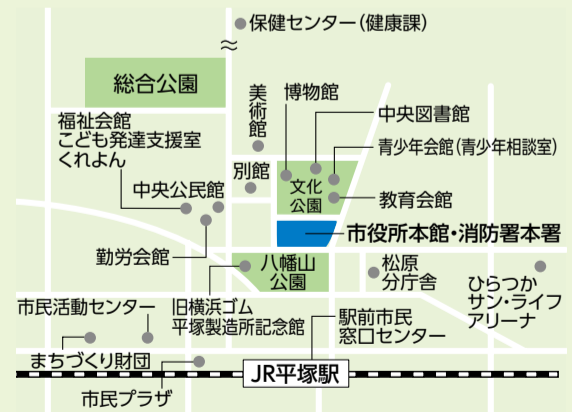 保健センター（健康課）
総合公園
美術館
博物館
中央図書館
福祉会館
こども発達支援室
くれよん
青少年会館（青少年相談室）
別館
文化
公園
中央公民館
教育会館
市役所本館・消防署本署
勤労会館
八幡山
公園
松原
分庁舎
ひらつか
サン・ライフ
アリーナ
市民活動センター
旧横浜ゴム
平塚製造所記念館
駅前市民
窓口センター
まちづくり財団
JR平塚駅
市民プラザ